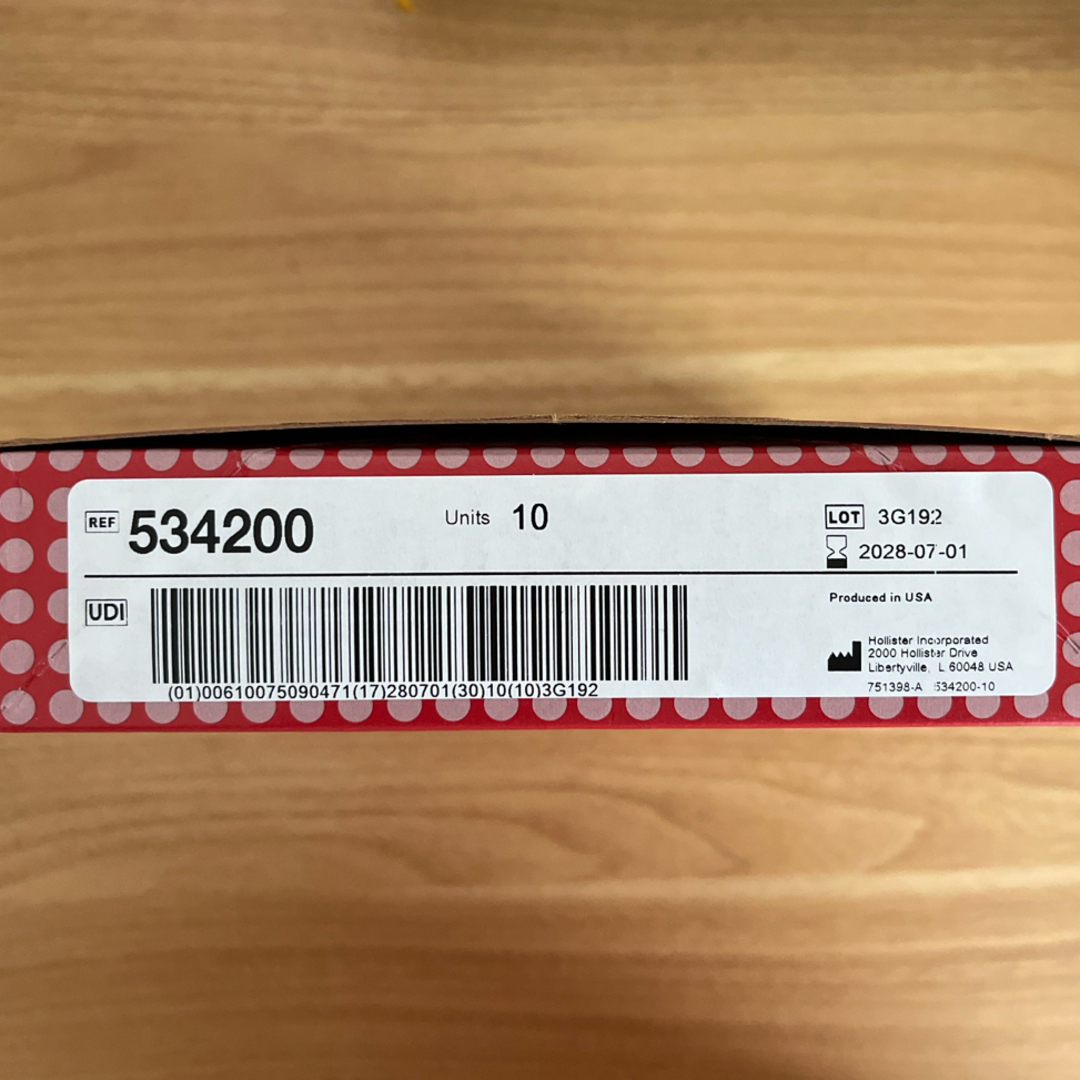 REF 534200 Units 10 LOT 3G192
2028-07-01
UDI
(01)00610075090471(17)280701(30)10(10)3G192
Produced in USA
Hollister Incorporated
2000 Hollister Drive
Libertyville, L 60048 USA
751398-A 534200-10